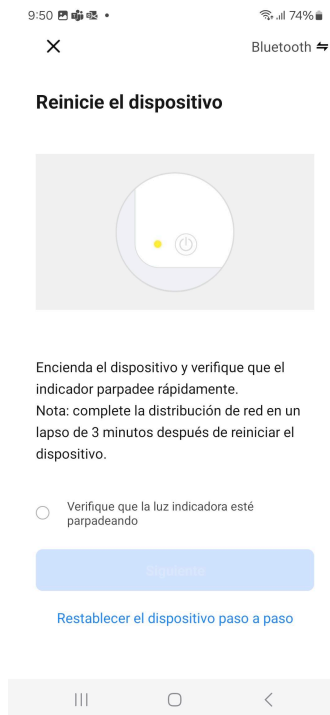 9:50
74%
Bluetooth
Reinicie el dispositivo
Encienda el dispositivo y verifique que el
indicador parpadee rápidamente.
Nota: complete la distribución de red en un
lapso de 3 minutos después de reiniciar el
dispositivo.
Verifique que la luz indicadora esté
parpadeando
Siguiente
Restablecer el dispositivo paso a paso